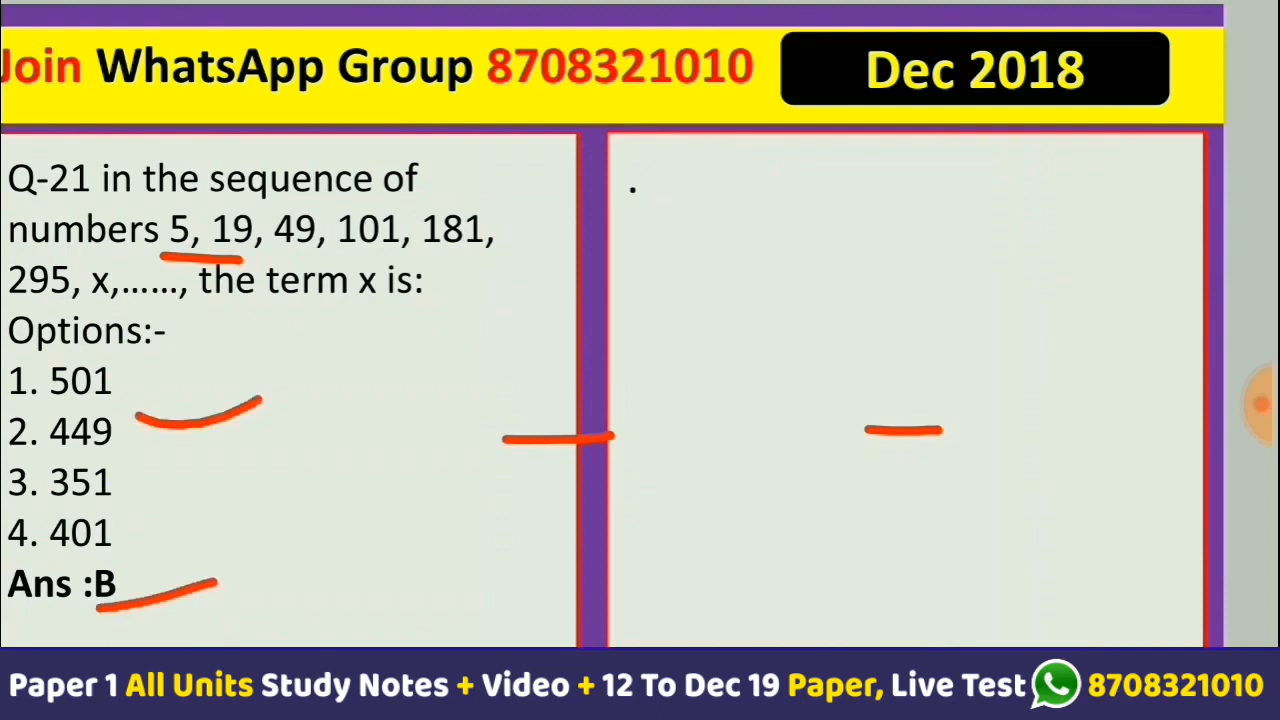 Join WhatsApp Group 8708321010
Dec 2018
Q-21 in the sequence of
numbers 5, 19, 49, 101, 181,
295, x,......, the term x is:
Options:-
1. 501
2. 449
3. 351
4. 401
Ans :B
.
Paper 1 All Units Study Notes + Video + 12 To Dec 19 Paper, Live Test 8708321010